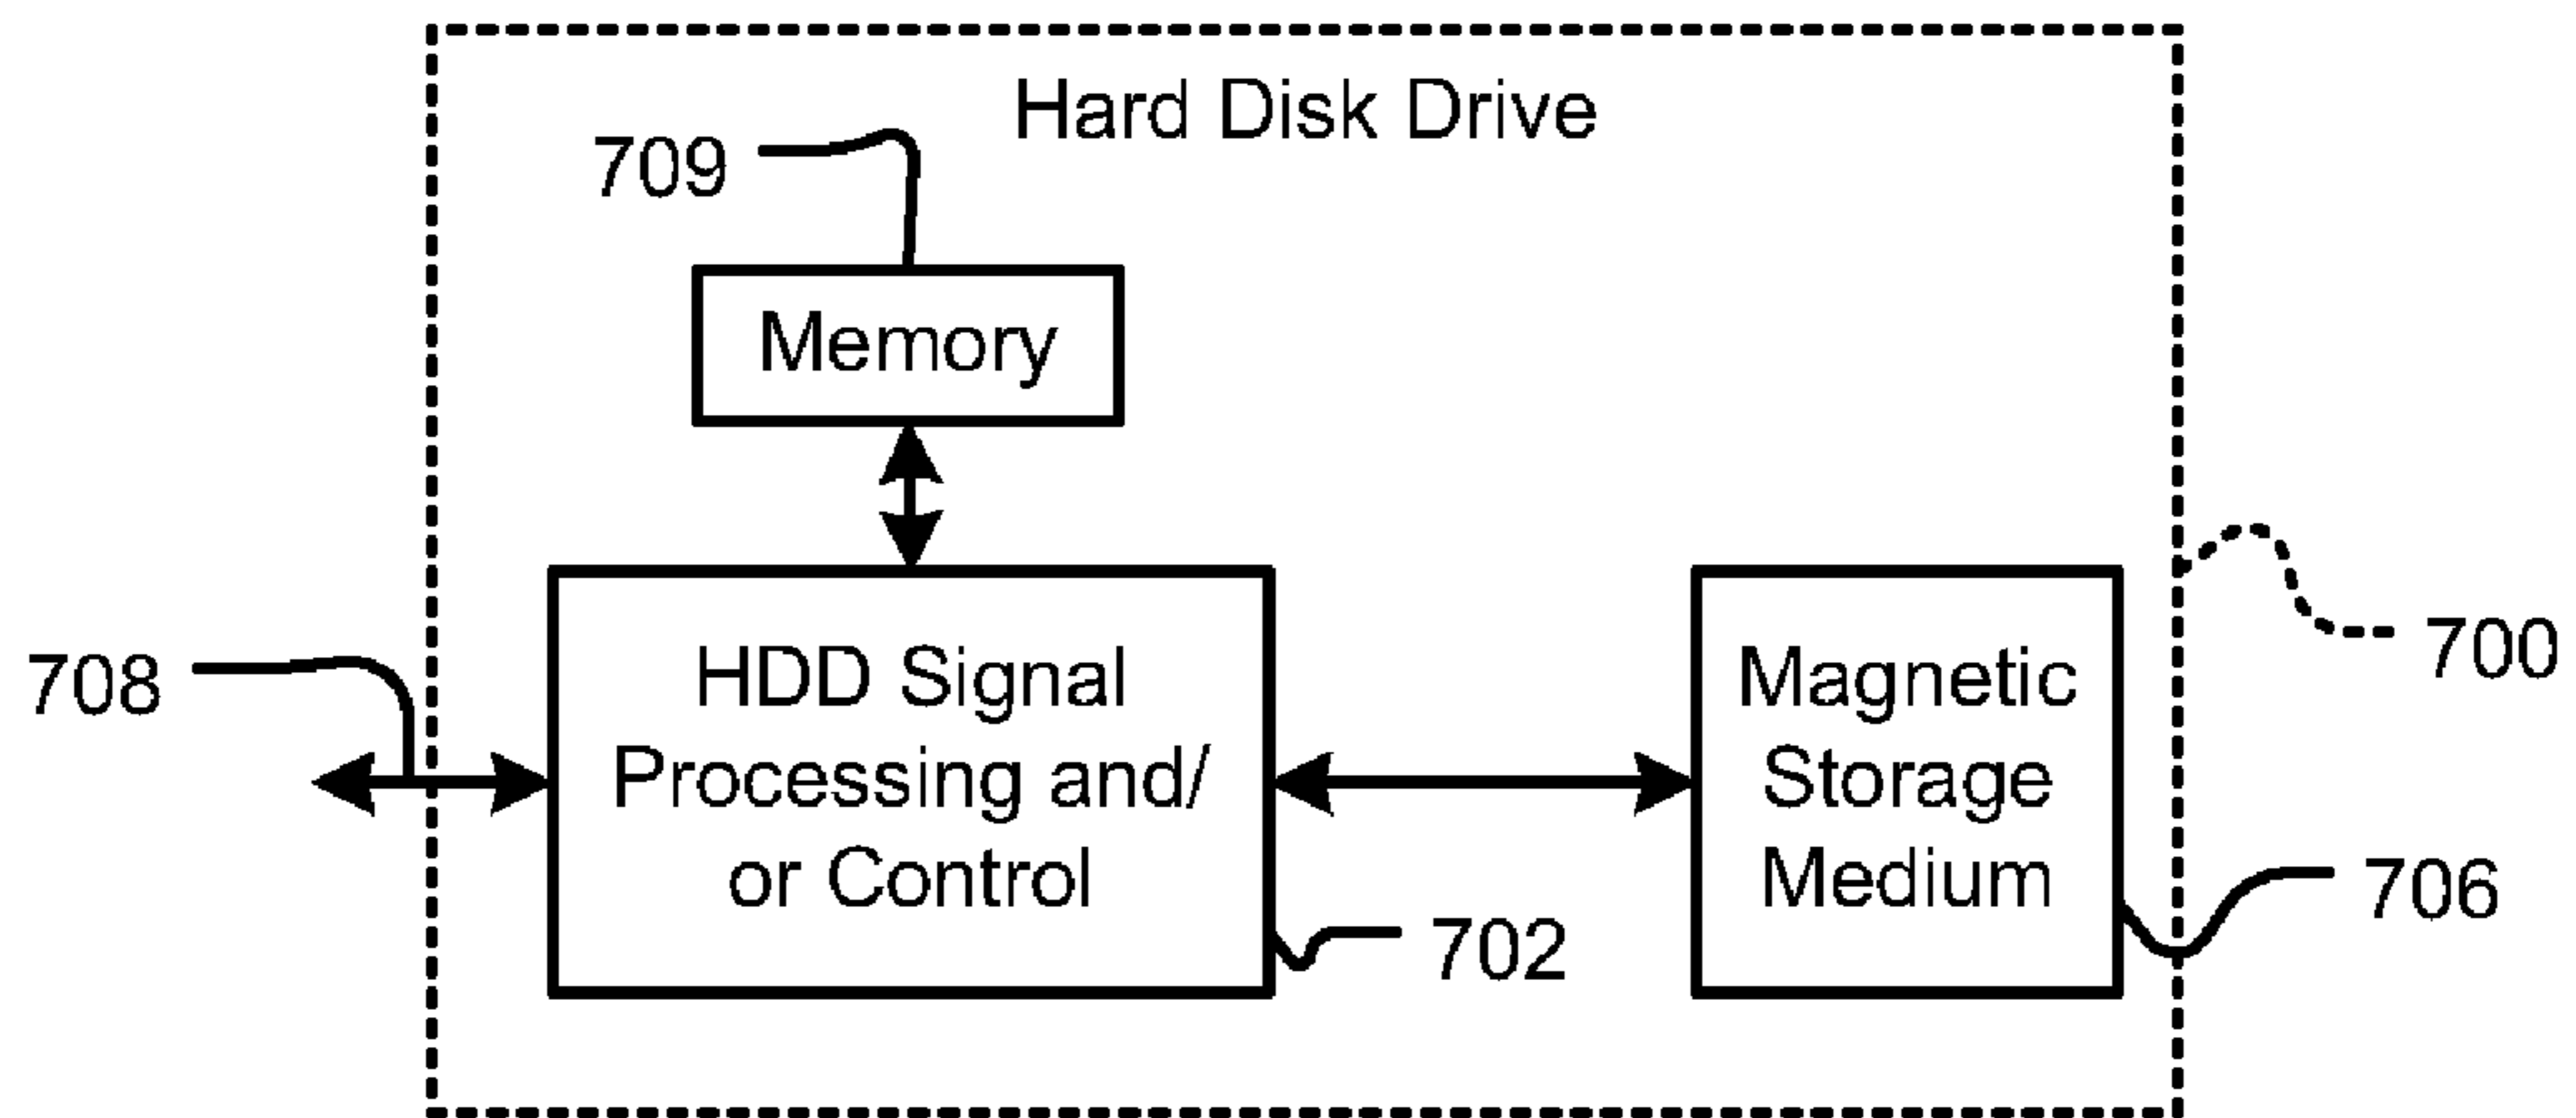 Hard Disk Drive
709
Memory
708
HDD Signal
Processing and/
or Control
702
Magnetic
Storage
Medium
700
706